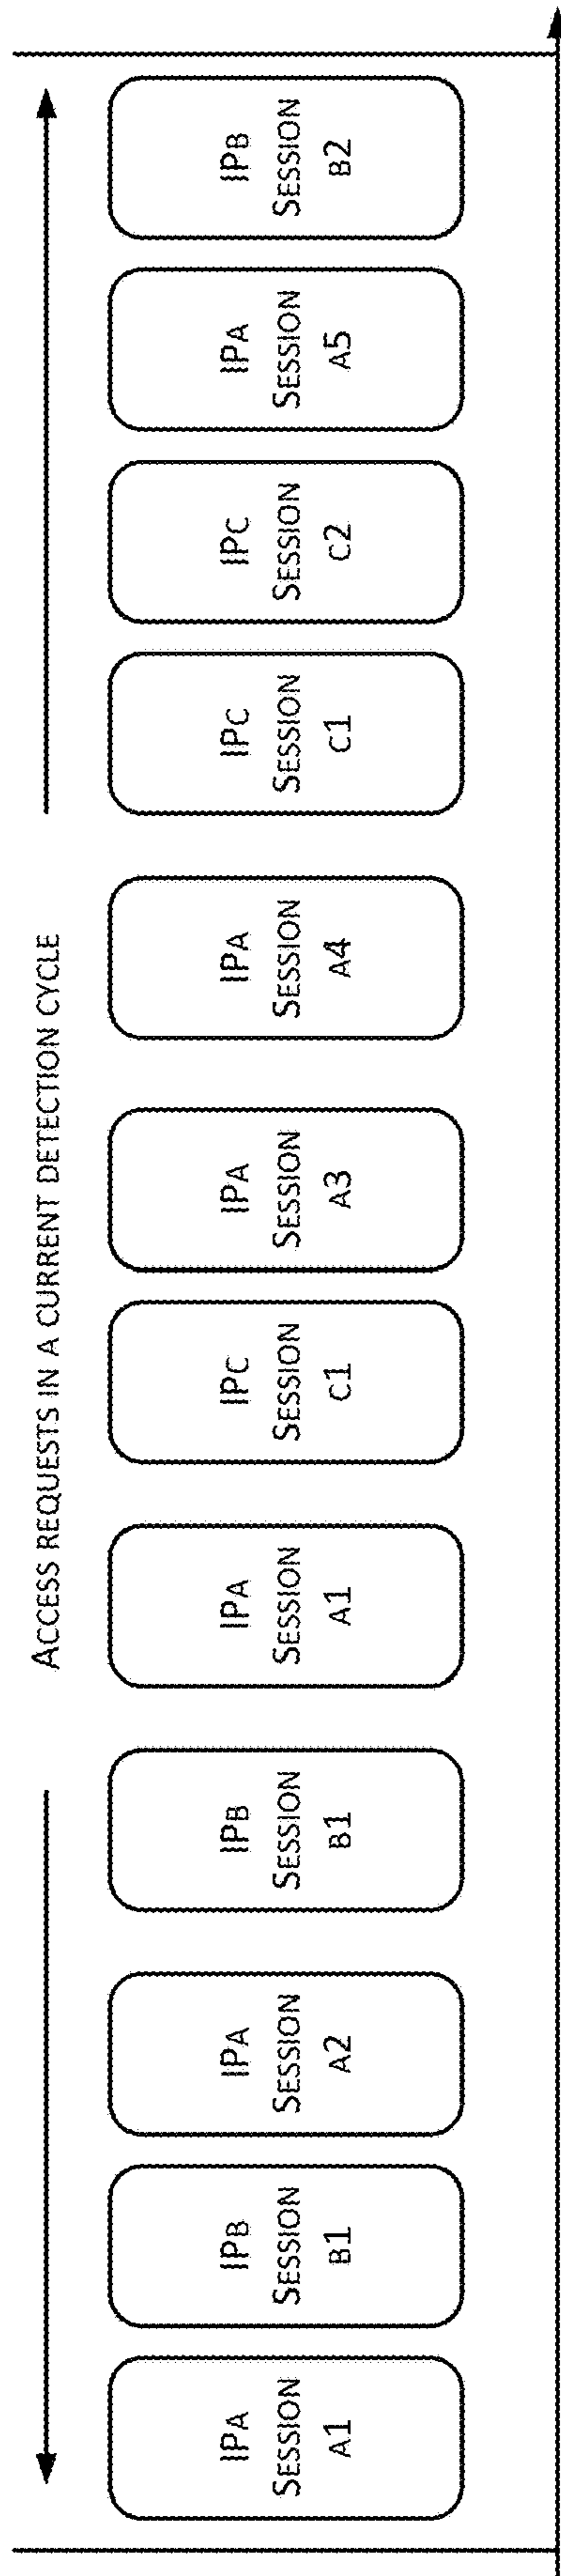 ACCESS REQUESTS IN A CURRENT DETECTION CYCLE
IPA
SESSION
A1
IPB
SESSION
B1
IPA
SESSION
A2
IPB
SESSION
B1
IPA
SESSION
A1
IPC
SESSION
C1
IPA
SESSION
A3
IPA
SESSION
A4
IPC
SESSION
C1
IPC
SESSION
C2
IPA
SESSION
A5
IPB
SESSION
B2